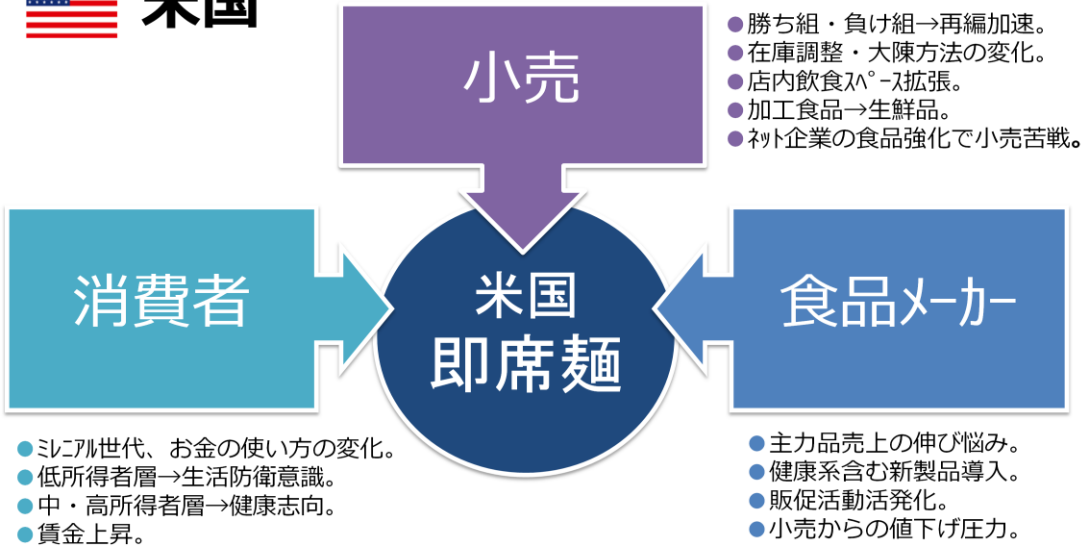 米国
小売
●勝ち組・負け組→再編加速。
●在庫調整・大陳方法の変化。
●店内飲食ｽﾍﾟｰｽ拡張。
●加工食品→生鮮品。
●ﾈｯﾄ企業の食品強化で小売苦戦。
消費者
米国
即席麺
食品ﾒｰｶｰ
●ﾐﾚﾆｱﾙ世代、お金の使い方の変化。
●低所得者層→生活防衛意識。
●中・高所得者層→健康志向。
●賃金上昇。
●主力品売上の伸び悩み。
●健康系含む新製品導入。
●販促活動活発化。
●小売からの値下げ圧力。